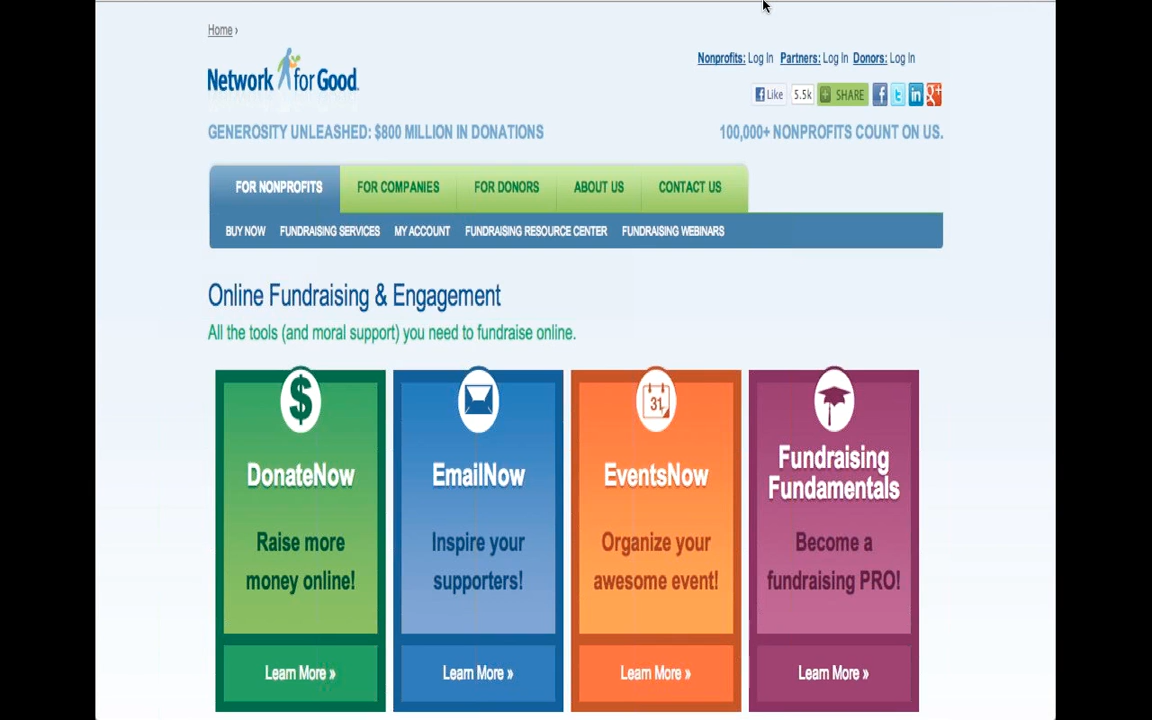 Home ›
Network for Good.
Nonprofits: Log In Partners: Log In Donors: Log In
Like 5.5k SHARE f t in g+
GENEROSITY UNLEASHED: $800 MILLION IN DONATIONS
100,000+ NONPROFITS COUNT ON US.
FOR NONPROFITS FOR COMPANIES FOR DONORS ABOUT US CONTACT US
BUY NOW FUNDRAISING SERVICES MY ACCOUNT FUNDRAISING RESOURCE CENTER FUNDRAISING WEBINARS
Online Fundraising & Engagement
All the tools (and moral support) you need to fundraise online.
$
DonateNow
Raise more
money online!
Learn More »
EmailNow
Inspire your
supporters!
Learn More »
31
EventsNow
Organize your
awesome event!
Learn More »
Fundraising
Fundamentals
Become a
fundraising PRO!
Learn More »